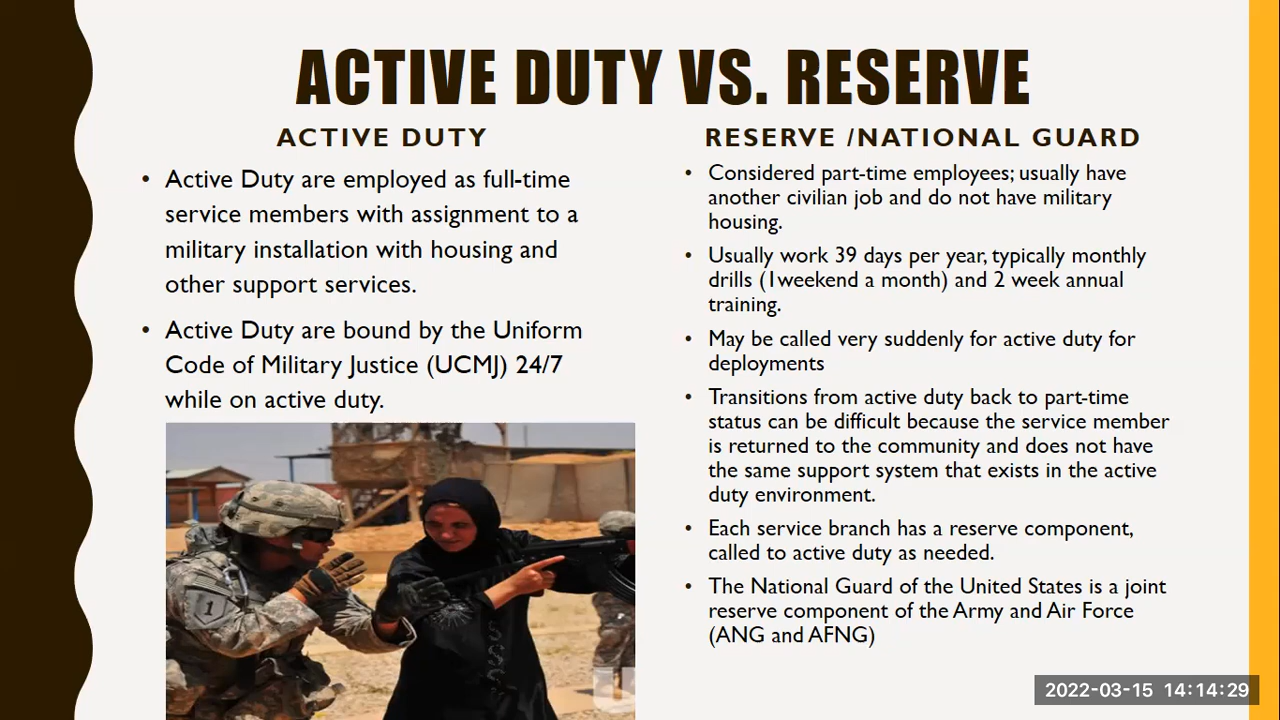 ACTIVE DUTY VS. RESERVE
ACTIVE DUTY
• Active Duty are employed as full-time
service members with assignment to a
military installation with housing and
other support services.
• Active Duty are bound by the Uniform
Code of Military Justice (UCMJ) 24/7
while on active duty.
1
RESERVE /NATIONAL GUARD
• Considered part-time employees; usually have
another civilian job and do not have military
housing.
• Usually work 39 days per year, typically monthly
drills (1weekend a month) and 2 week annual
training.
• May be called very suddenly for active duty for
deployments
• Transitions from active duty back to part-time
status can be difficult because the service member
is returned to the community and does not have
the same support system that exists in the active
duty environment.
• Each service branch has a reserve component,
called to active duty as needed.
• The National Guard of the United States is a joint
reserve component of the Army and Air Force
(ANG and AFNG)
2022-03-15 14:14:29